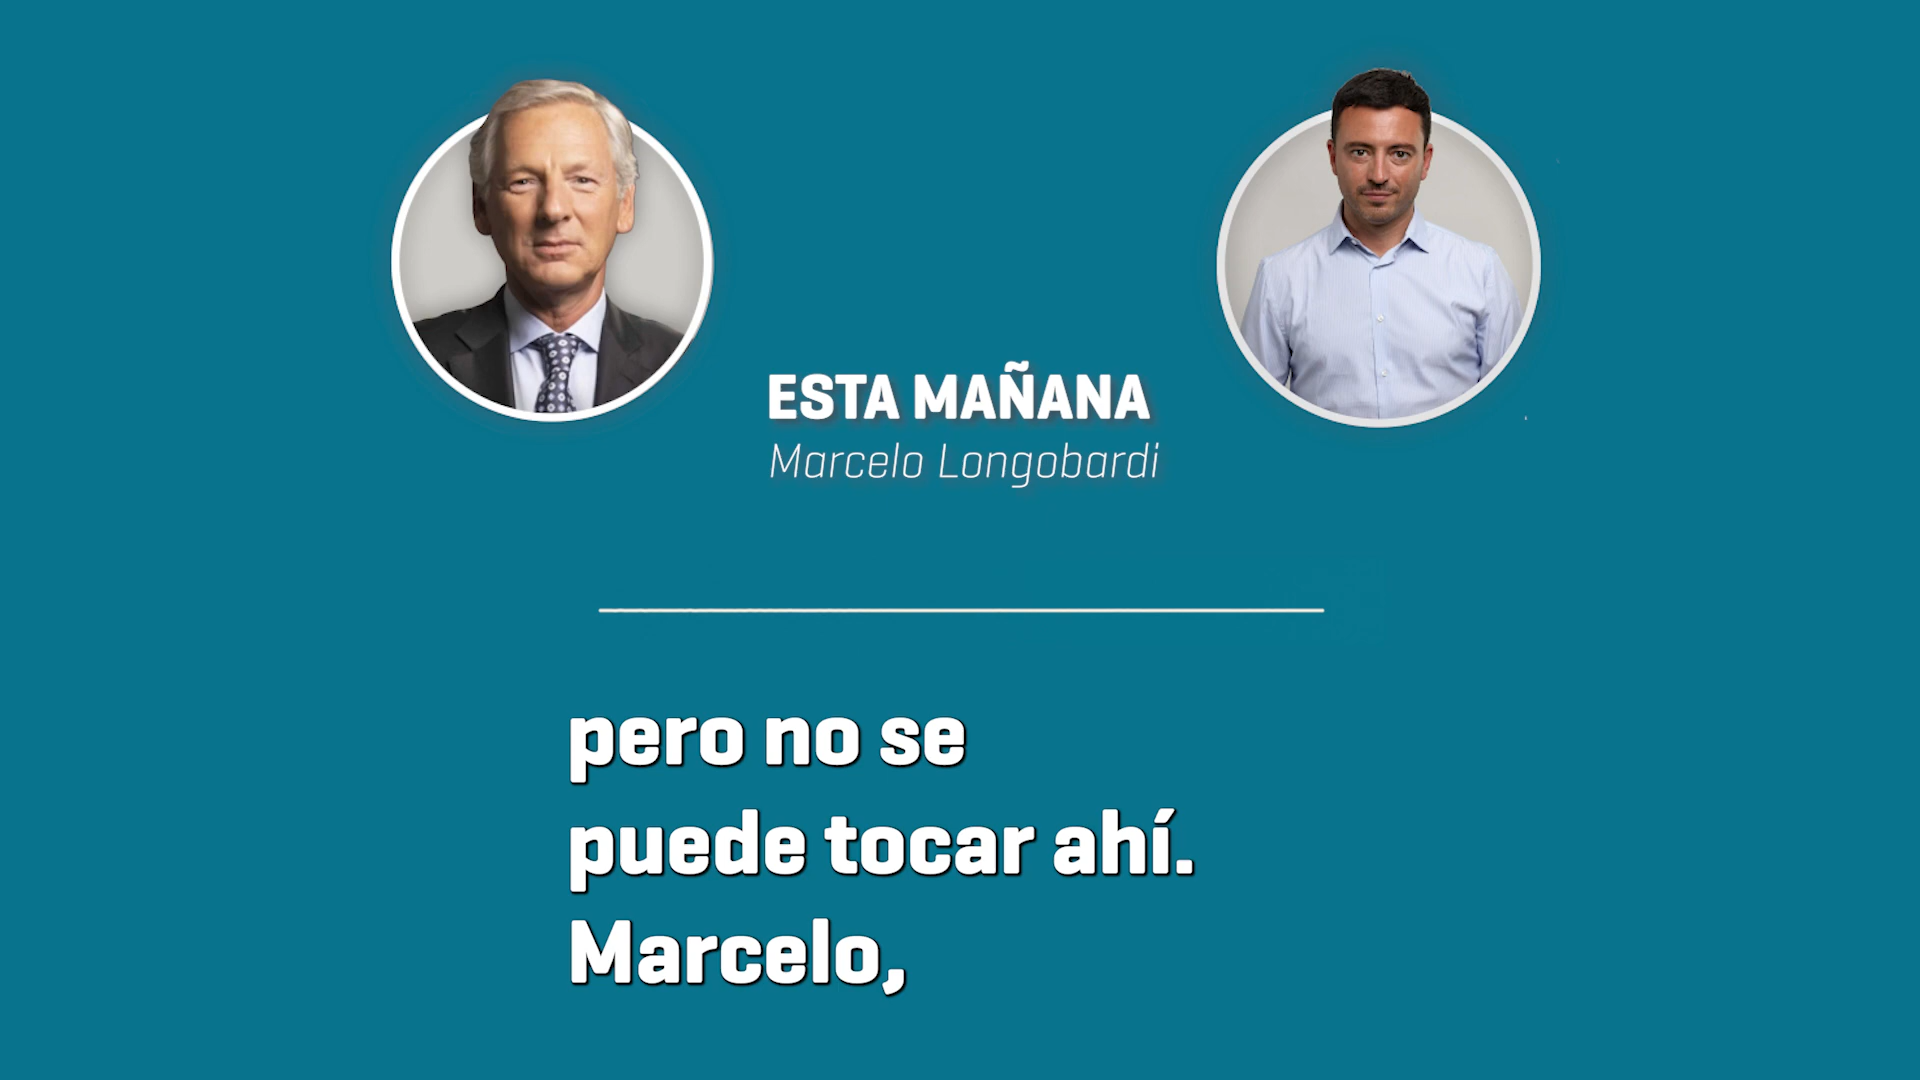 ESTA MAÑANA
Marcelo Longobardi
pero no se
puede tocar ahí.
Marcelo,